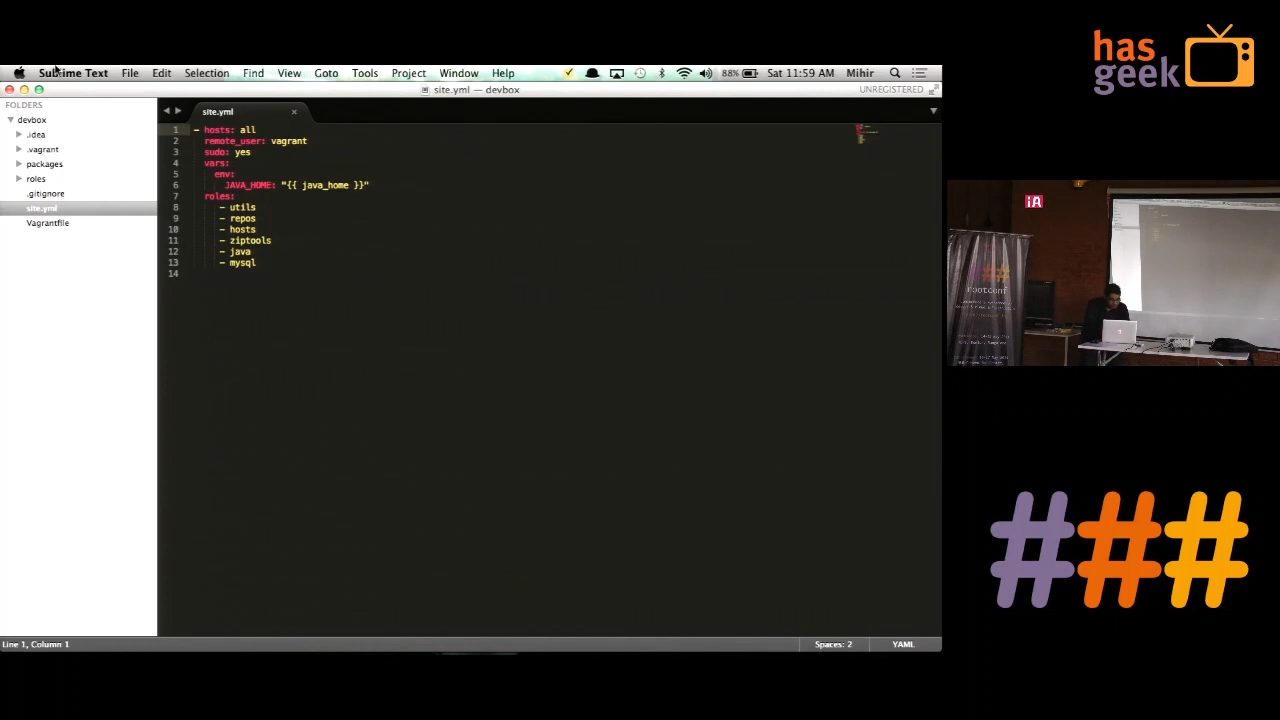 has
geek
Sublime Text File Edit Selection Find View Goto Tools Project Window Help 88% Sat 11:59 AM Mihir
site.yml — devbox UNREGISTERED
FOLDERS
devbox
.idea
.vagrant
packages
roles
.gitignore
site.yml
Vagrantfile
site.yml
1 - hosts: all
2 remote_user: vagrant
3 sudo: yes
4 vars:
5 env:
6 JAVA_HOME: "{{ java_home }}"
7 roles:
8 - utils
9 - repos
10 - hosts
11 - ziptools
12 - java
13 - mysql
14
Line 1, Column 1 Spaces: 2 YAML
iA
rootconf
###